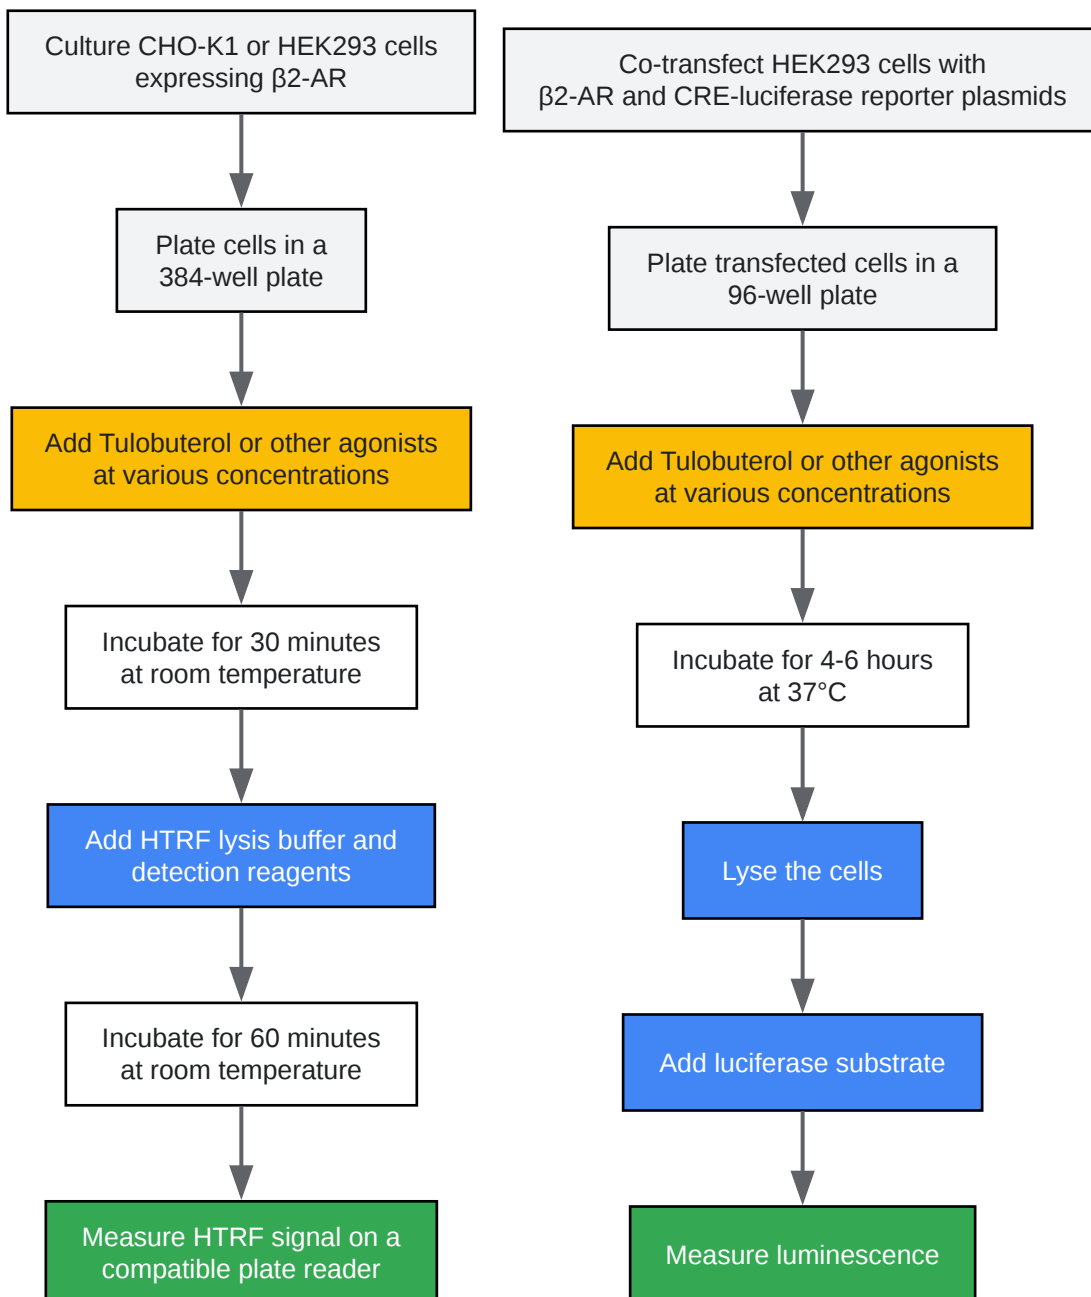 Culture CHO-K1 or HEK293 cells
expressing β2-AR
Plate cells in a
384-well plate
Add Tulobuterol or other agonists
at various concentrations
Incubate for 30 minutes
at room temperature
Add HTRF lysis buffer and
detection reagents
Incubate for 60 minutes
at room temperature
Measure HTRF signal on a
compatible plate reader
Co-transfect HEK293 cells with
β2-AR and CRE-luciferase reporter plasmids
Plate transfected cells in a
96-well plate
Add Tulobuterol or other agonists
at various concentrations
Incubate for 4-6 hours
at 37°C
Lyse the cells
Add luciferase substrate
Measure luminescence